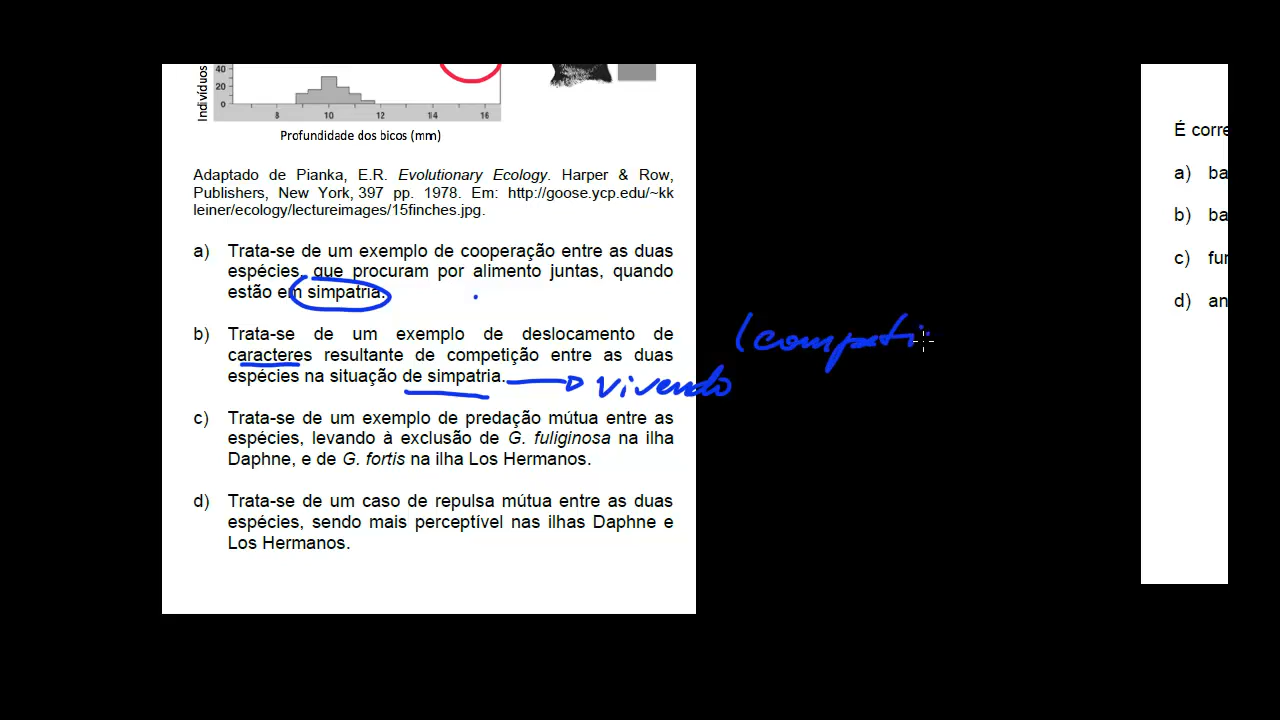 Indivíduos
40
20
0
8 10 12 14 16
Profundidade dos bicos (mm)
Adaptado de Pianka, E.R. Evolutionary Ecology. Harper & Row,
Publishers, New York, 397 pp. 1978. Em: http://goose.ycp.edu/~kk
leiner/ecology/lectureimages/15finches.jpg.
a) Trata-se de um exemplo de cooperação entre as duas
espécies, que procuram por alimento juntas, quando
estão em simpatria.
b) Trata-se de um exemplo de deslocamento de
caracteres resultante de competição entre as duas
espécies na situação de simpatria.
vivendo
(competi
c) Trata-se de um exemplo de predação mútua entre as
espécies, levando à exclusão de G. fuliginosa na ilha
Daphne, e de G. fortis na ilha Los Hermanos.
d) Trata-se de um caso de repulsa mútua entre as duas
espécies, sendo mais perceptível nas ilhas Daphne e
Los Hermanos.
É corre
a) ba
b) ba
c) fur
d) an